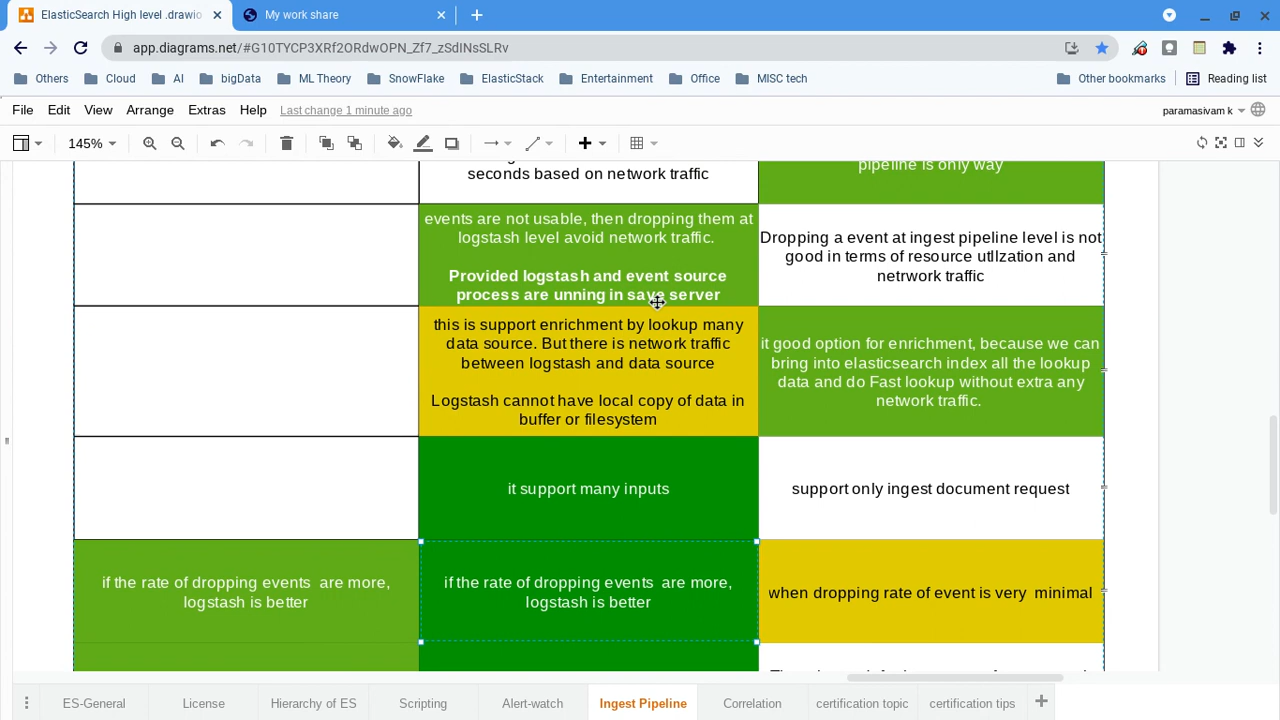 ElasticSearch High level .drawio
My work share
app.diagrams.net/#G10TYCP3XRf2ORdwOPN_Zf7_zSdINsSLRv
Others
Cloud
AI
bigData
ML Theory
SnowFlake
ElasticStack
Entertainment
Office
MISC tech
Other bookmarks
Reading list
File
Edit
View
Arrange
Extras
Help
Last change 1 minute ago
paramasivam k
145%
seconds based on network traffic
pipeline is only way
events are not usable, then dropping them at
logstash level avoid network traffic.
Provided logstash and event source
process are unning in save server
Dropping a event at ingest pipeline level is not
good in terms of resource utlIzation and
netrwork traffic
this is support enrichment by lookup many
data source. But there is network traffic
between logstash and data source
Logstash cannot have local copy of data in
buffer or filesystem
it good option for enrichment, because we can
bring into elasticsearch index all the lookup
data and do Fast lookup without extra any
network traffic.
it support many inputs
support only ingest document request
if the rate of dropping events are more,
logstash is better
if the rate of dropping events are more,
logstash is better
when dropping rate of event is very minimal
ES-General
License
Hierarchy of ES
Scripting
Alert-watch
Ingest Pipeline
Correlation
certification topic
certification tips